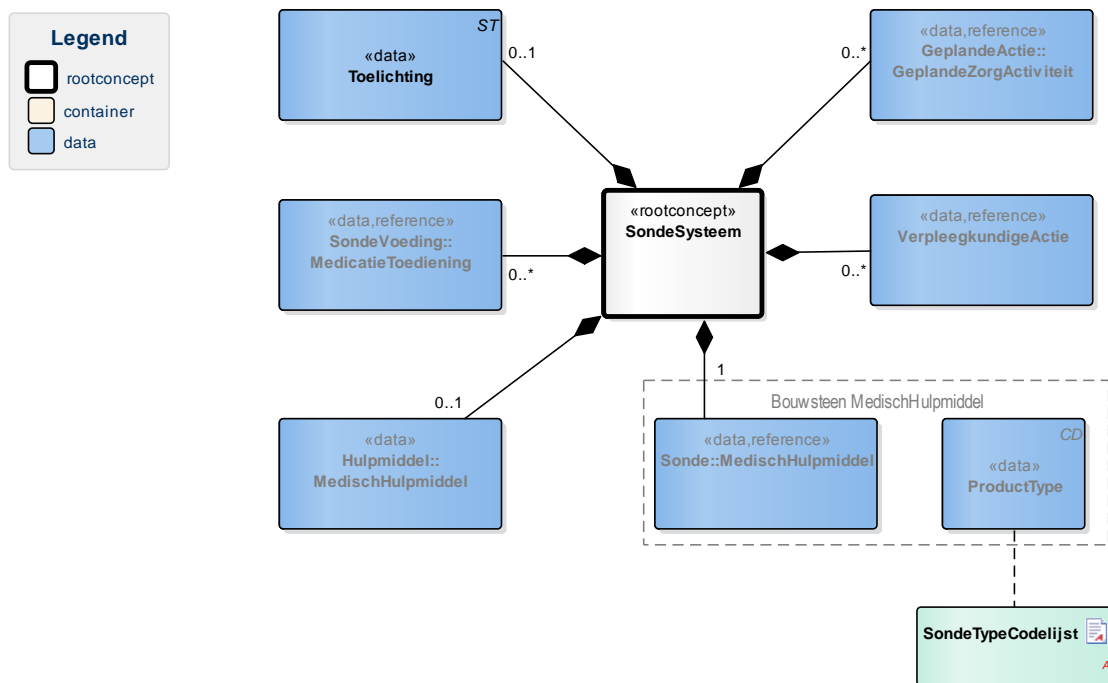 Legend
rootconcept
container
data
ST
«data»
Toelichting
0..1
«data,reference»
GeplandeActie::
GeplandeZorgActiviteit
0..*
«data,reference»
SondeVoeding::
MedicatieToediening
0..*
«rootconcept»
SondeSysteem
«data,reference»
VerpleegkundigeActie
0..*
0..1
«data»
Hulpmiddel::
MedischHulpmiddel
1
Bouwsteen MedischHulpmiddel
«data,reference»
Sonde::MedischHulpmiddel
CD
«data»
ProductType
SondeTypeCodelijst
A